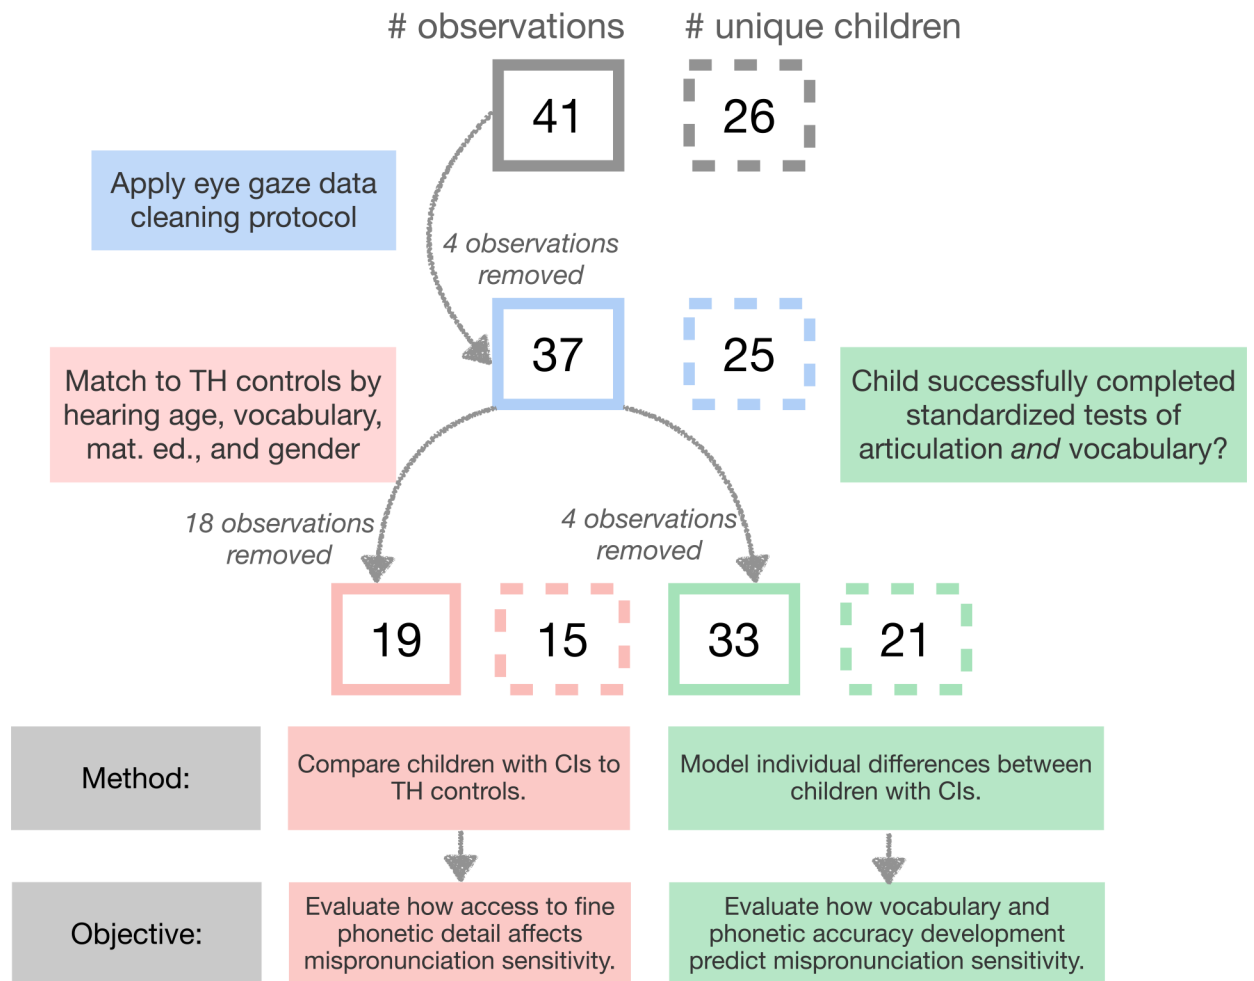 # observations
# unique children
41
26
Apply eye gaze data
cleaning protocol
4 observations
removed
37
25
Match to TH controls by
hearing age, vocabulary,
mat. ed., and gender
Child successfully completed
standardized tests of
articulation and vocabulary?
18 observations
removed
4 observations
removed
19
15
33
21
Method:
Compare children with CIs to
TH controls.
Model individual differences between
children with CIs.
Objective:
Evaluate how access to fine
phonetic detail affects
mispronunciation sensitivity.
Evaluate how vocabulary and
phonetic accuracy development
predict mispronunciation sensitivity.